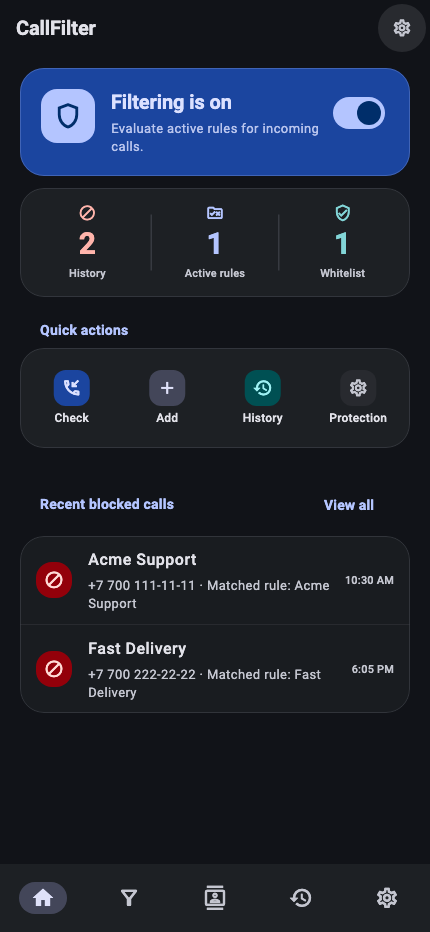 CallFilter
Filtering is on
Evaluate active rules for incoming
calls.
2
1
1
History
Active rules
Whitelist
Quick actions
Check
Add
History
Protection
Recent blocked calls
View all
Acme Support
+7 700 111-11-11 · Matched rule: Acme
Support
10:30 AM
Fast Delivery
+7 700 222-22-22 · Matched rule: Fast
Delivery
6:05 PM